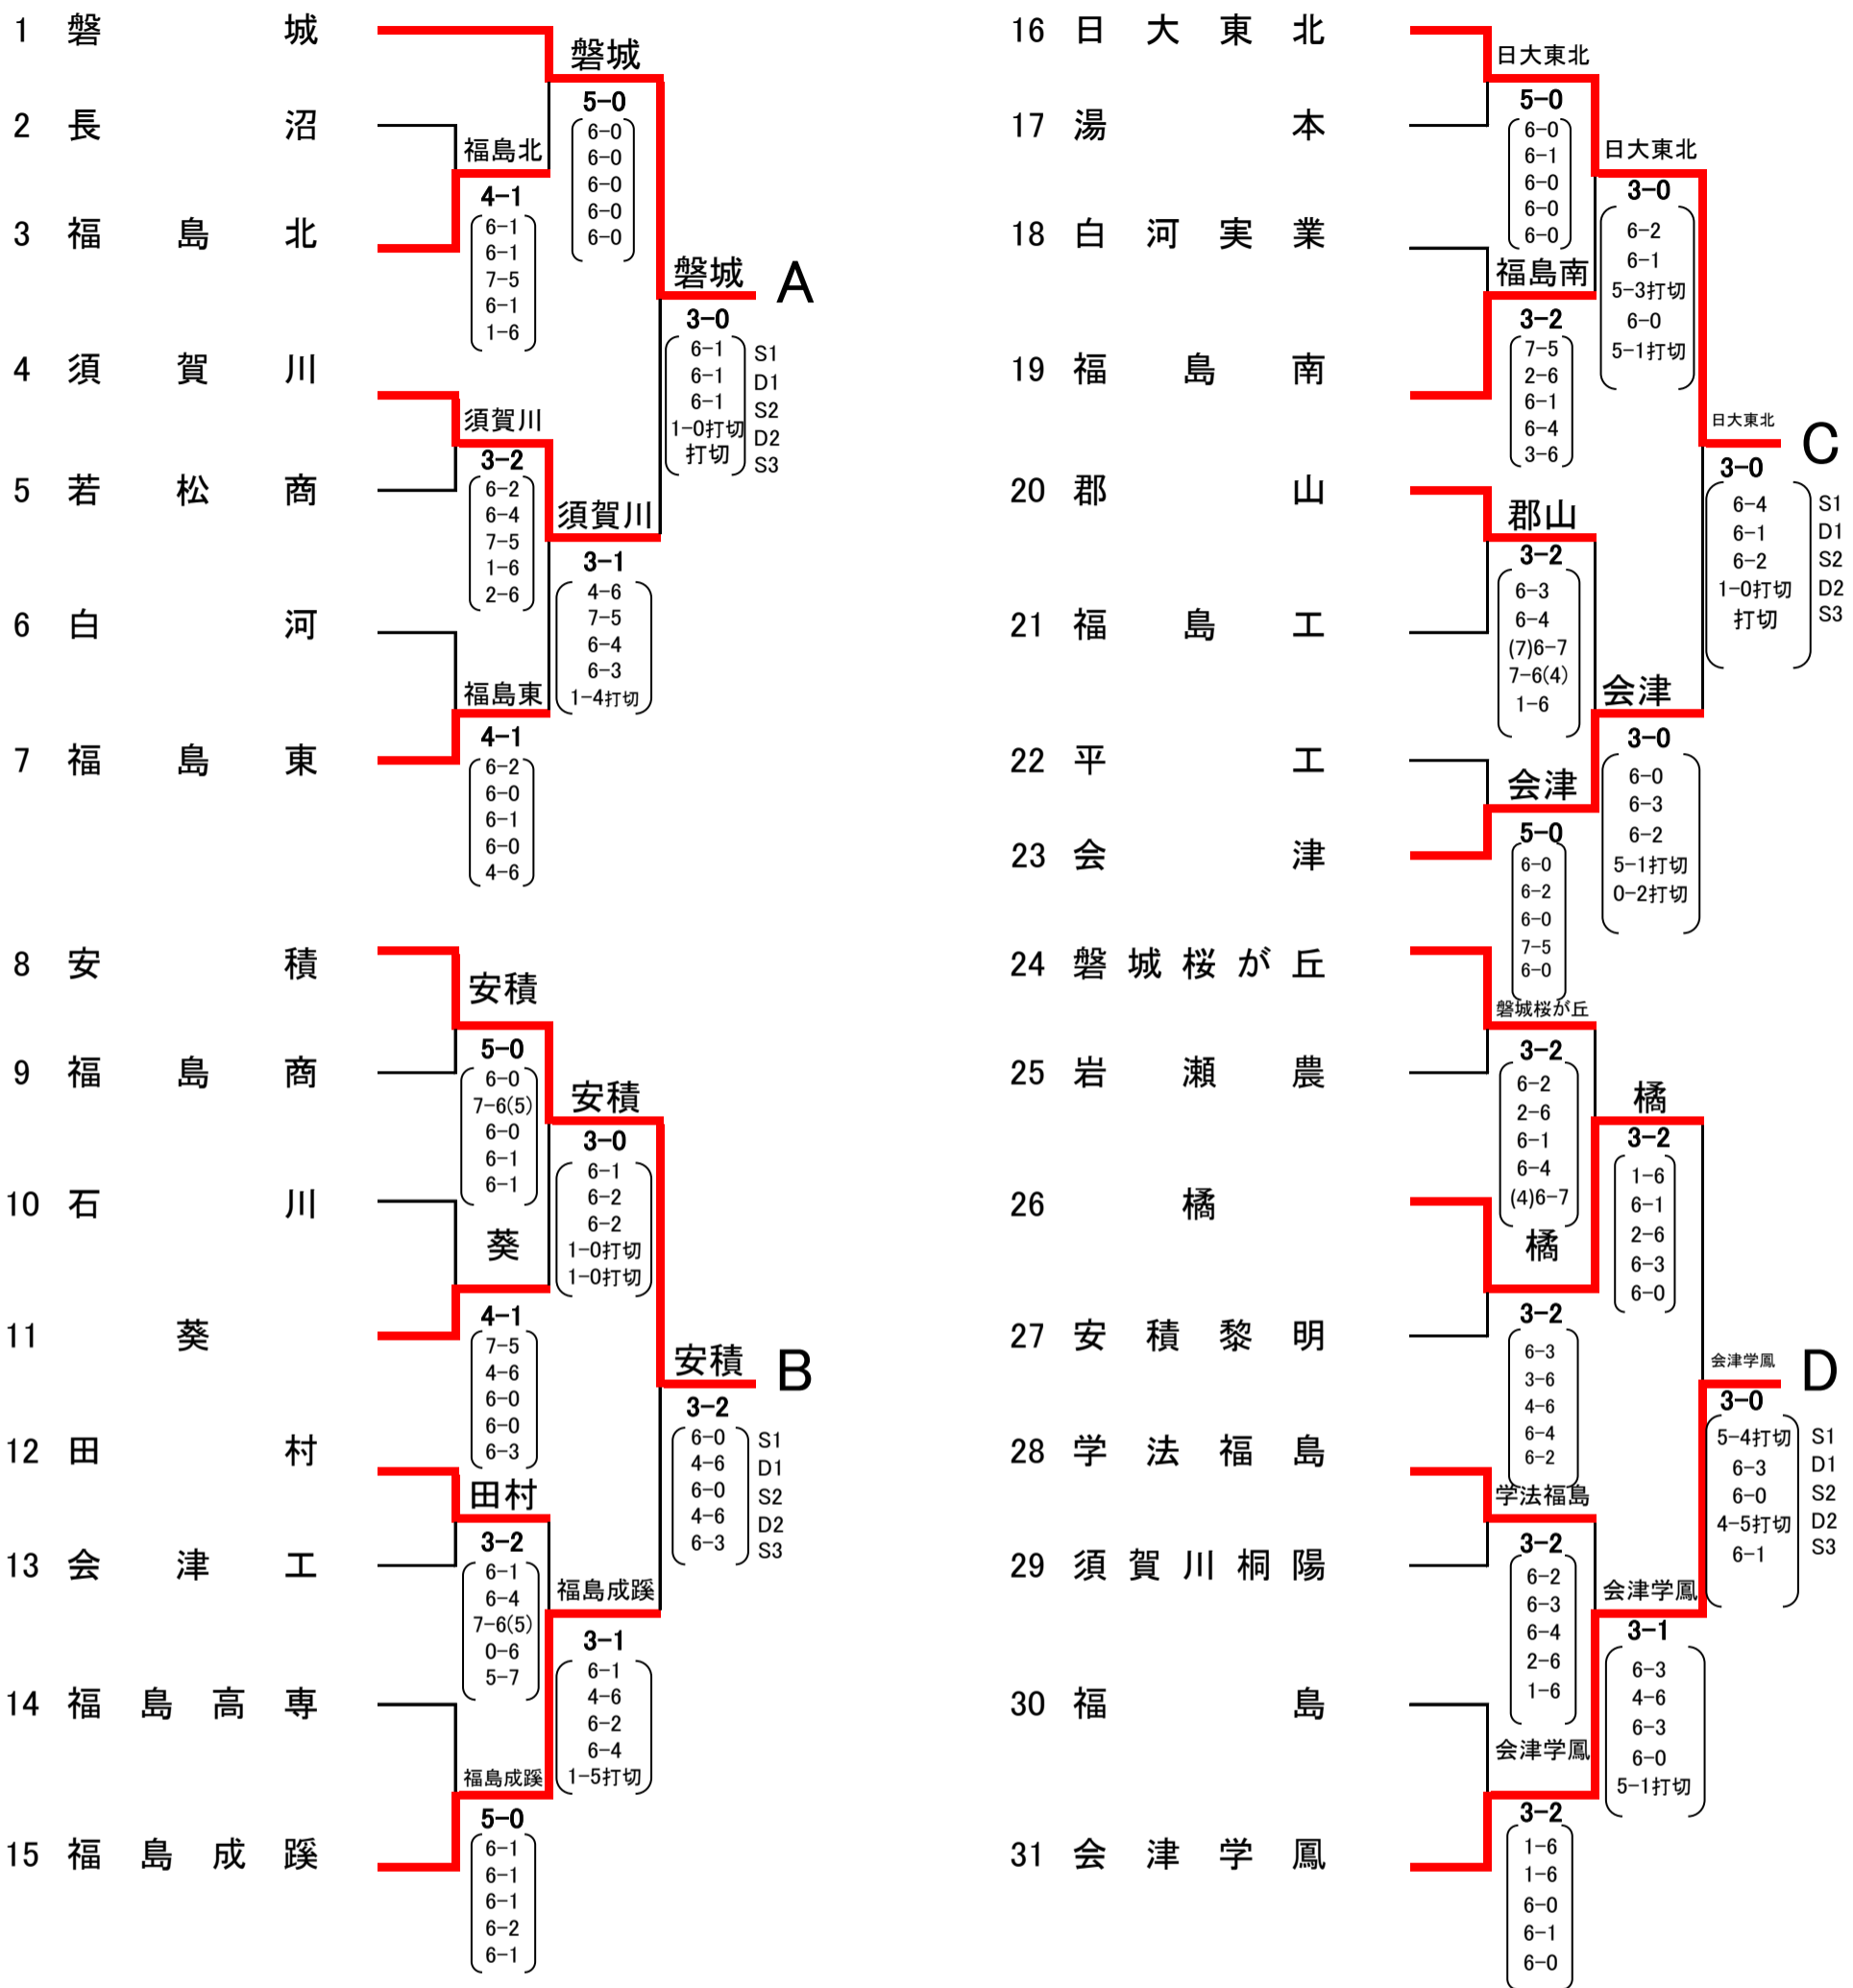 1 磐城
磐城
5-0
6-0
6-0
6-0
6-0
6-0
2 長沼
福島北
4-1
6-1
6-1
7-5
6-1
1-6
3 福島北
磐城 A
3-0
6-1 S1
6-1 D1
6-1 S2
1-0打切 D2
打切 S3
4 須賀川
須賀川
3-2
6-2
6-4
7-5
1-6
2-6
5 若松商
須賀川
3-1
4-6
7-5
6-4
6-3
1-4打切
6 白河
福島東
4-1
6-2
6-0
6-1
6-0
4-6
7 福島東
8 安積
安積
5-0
6-0
7-6(5)
6-0
6-1
6-1
9 福島商
安積
3-0
6-1
6-2
6-2
1-0打切
1-0打切
10 石川
葵
4-1
7-5
4-6
6-0
6-0
6-3
11 葵
安積 B
3-2
6-0 S1
4-6 D1
6-0 S2
4-6 D2
6-3 S3
12 田村
田村
3-2
6-1
6-4
7-6(5)
0-6
5-7
13 会津工
福島成蹊
3-1
6-1
4-6
6-2
6-4
1-5打切
14 福島高専
福島成蹊
5-0
6-1
6-1
6-1
6-2
6-1
15 福島成蹊
16 日大東北
日大東北
5-0
6-0
6-1
6-0
6-0
6-0
17 湯本
日大東北
3-0
6-2
6-1
5-3打切
6-0
5-1打切
18 白河実業
福島南
3-2
7-5
2-6
6-1
6-4
3-6
19 福島南
日大東北 C
3-0
6-4 S1
6-1 D1
6-2 S2
1-0打切 D2
打切 S3
20 郡山
郡山
3-2
6-3
6-4
(7)6-7
7-6(4)
1-6
21 福島工
会津
3-0
6-0
6-3
6-2
5-1打切
0-2打切
22 平工
会津
5-0
6-0
6-2
6-0
7-5
6-0
23 会津
24 磐城桜が丘
磐城桜が丘
3-2
6-2
2-6
6-1
6-4
(4)6-7
25 岩瀬農
橘
3-2
1-6
6-1
2-6
6-3
6-0
26 橘
橘
3-2
6-3
3-6
4-6
6-4
6-2
27 安積黎明
会津学鳳 D
3-0
5-4打切 S1
6-3 D1
6-0 S2
4-5打切 D2
6-1 S3
28 学法福島
学法福島
3-2
6-2
6-3
6-4
2-6
1-6
29 須賀川桐陽
会津学鳳
3-1
6-3
4-6
6-3
6-0
5-1打切
30 福島
会津学鳳
3-2
1-6
1-6
6-0
6-1
6-0
31 会津学鳳